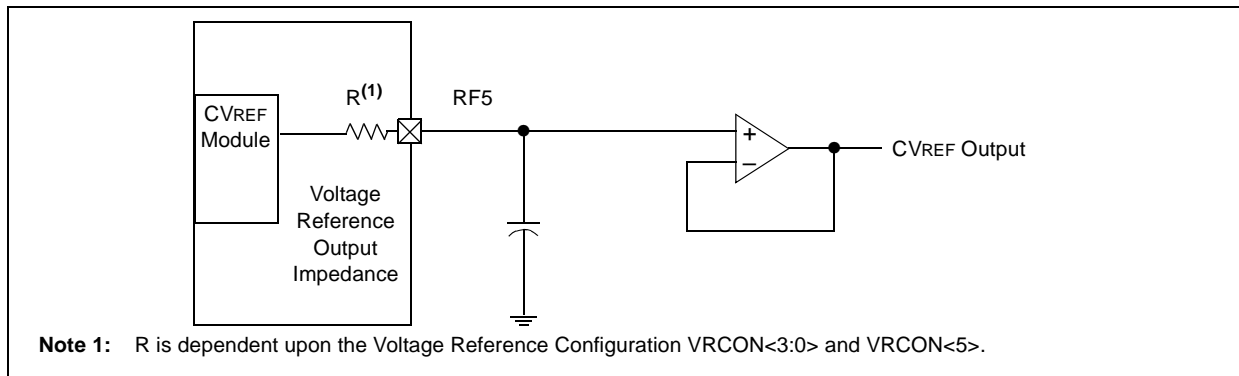 R(1)
RF5
CVREF
Module
+
−
CVREF Output
Voltage
Reference
Output
Impedance
Note 1: R is dependent upon the Voltage Reference Configuration VRCON<3:0> and VRCON<5>.